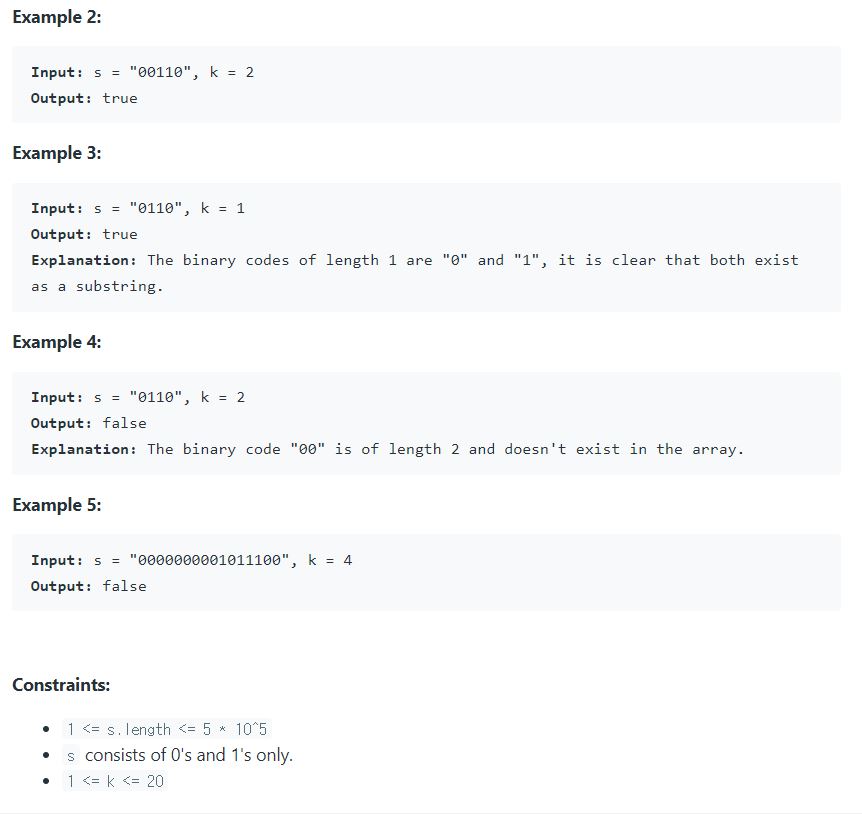 Example 2:
Input: s = "00110", k = 2
Output: true
Example 3:
Input: s = "0110", k = 1
Output: true
Explanation: The binary codes of length 1 are "0" and "1", it is clear that both exist
as a substring.
Example 4:
Input: s = "0110", k = 2
Output: false
Explanation: The binary code "00" is of length 2 and doesn't exist in the array.
Example 5:
Input: s = "0000000001011100", k = 4
Output: false
Constraints:
• 1 <= s.length <= 5 * 10^5
• s consists of 0's and 1's only.
• 1 <= k <= 20